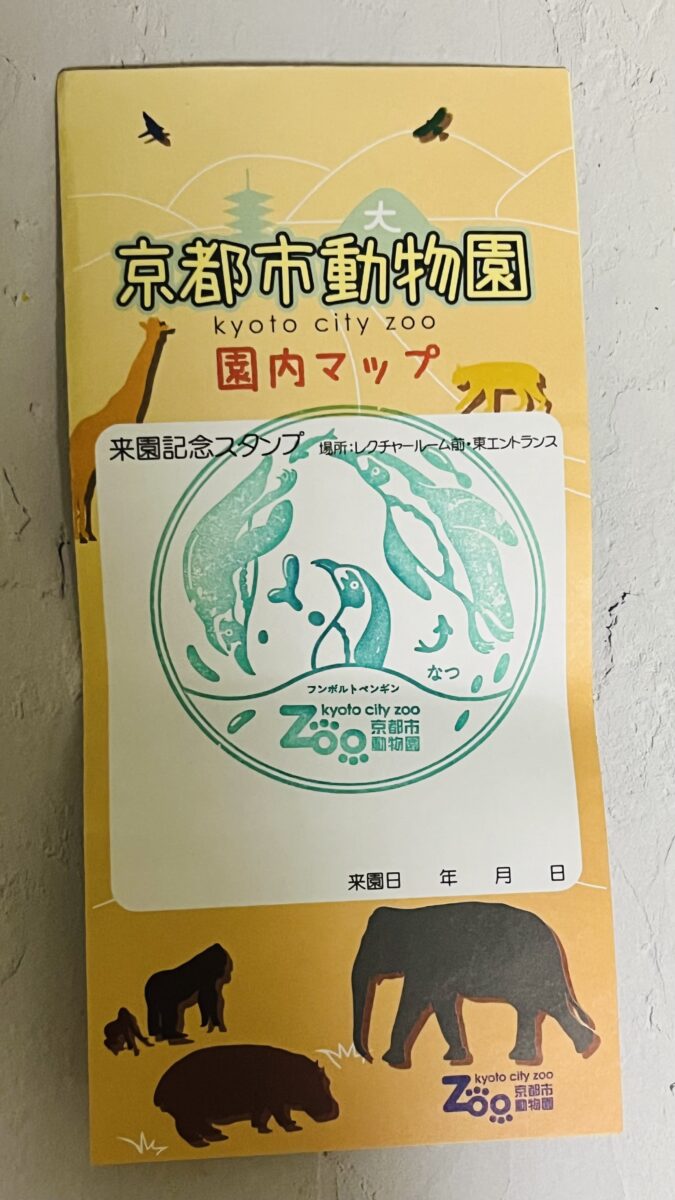 大
京都市動物園
kyoto city zoo
園内マップ
来園記念スタンプ 場所：レクチャールーム前・東エントランス
なつ
フンボルトペンギン
kyoto city zoo
Zoo 京都市
動物園
来園日 年 月 日
kyoto city zoo
Zoo 京都市
動物園